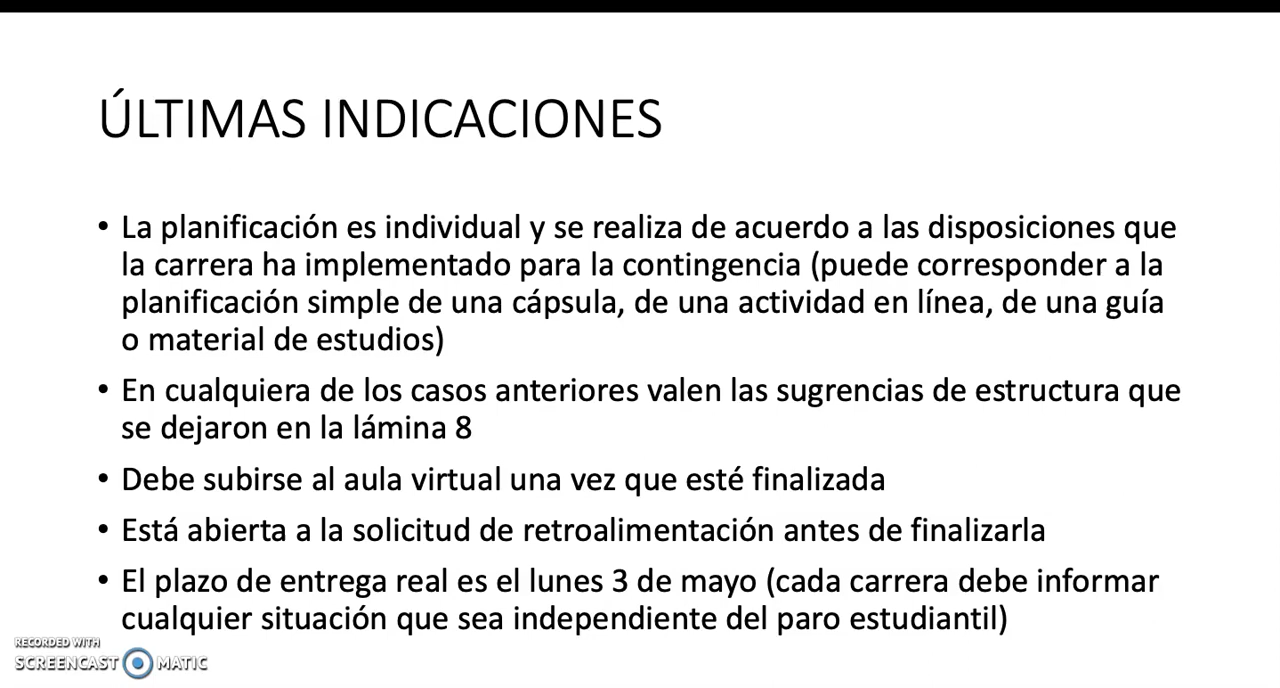 ÚLTIMAS INDICACIONES
• La planificación es individual y se realiza de acuerdo a las disposiciones que
la carrera ha implementado para la contingencia (puede corresponder a la
planificación simple de una cápsula, de una actividad en línea, de una guía
o material de estudios)
• En cualquiera de los casos anteriores valen las sugrencias de estructura que
se dejaron en la lámina 8
• Debe subirse al aula virtual una vez que esté finalizada
• Está abierta a la solicitud de retroalimentación antes de finalizarla
• El plazo de entrega real es el lunes 3 de mayo (cada carrera debe informar
cualquier situación que sea independiente del paro estudiantil)
RECORDED WITH
SCREENCAST MATIC